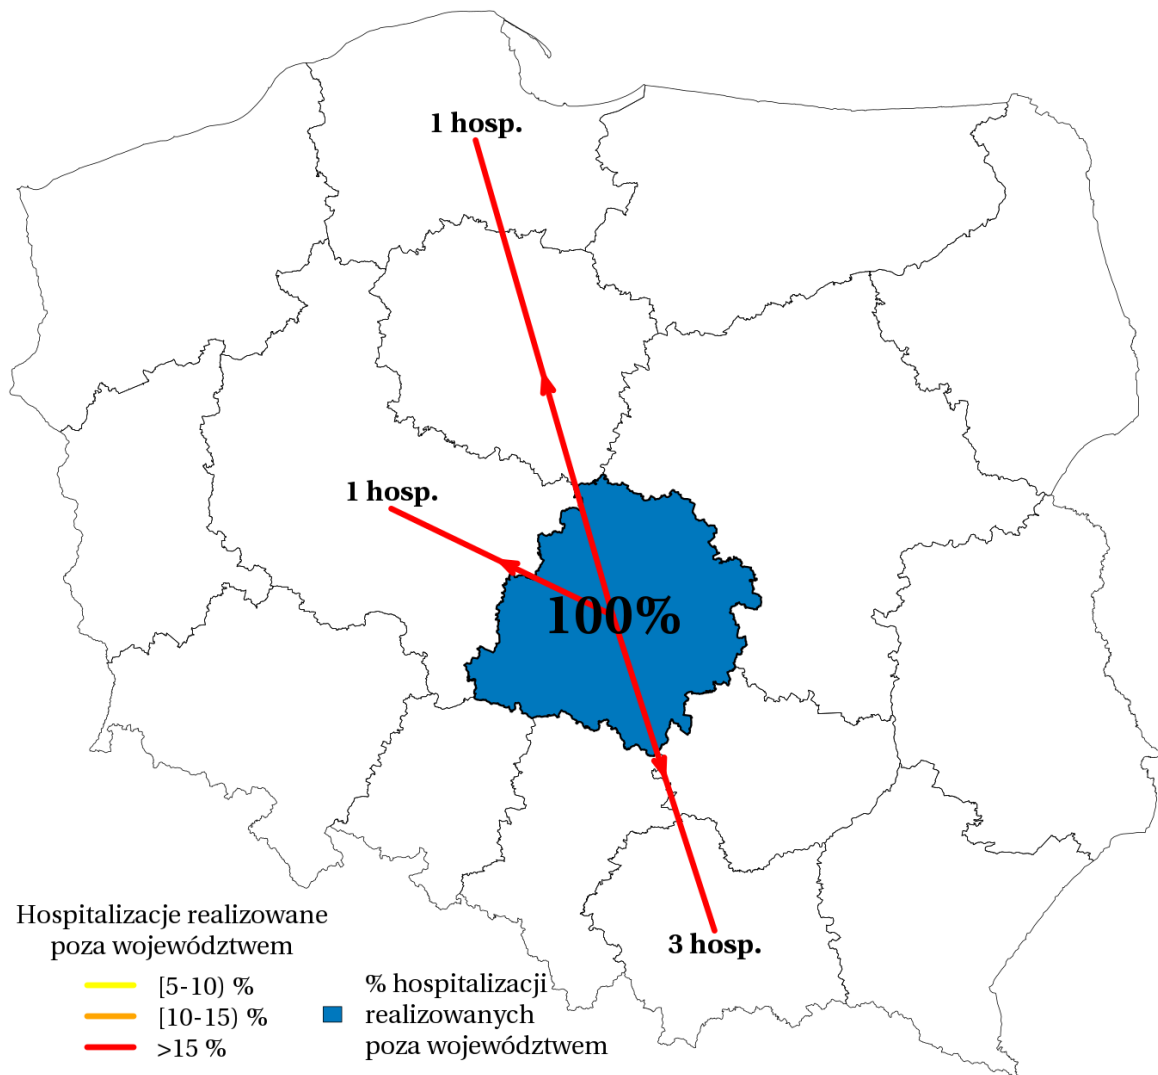 1 hosp.
1 hosp.
100%
3 hosp.
Hospitalizacje realizowane
poza województwem
[5-10) %
[10-15) %
>15 %
% hospitalizacji
realizowanych
poza województwem